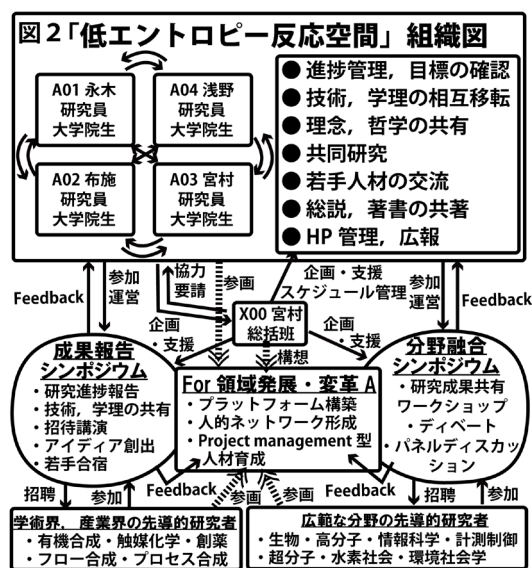 図2「低エントロピー反応空間」組織図
A01 永木
研究員
大学院生
A04 浅野
研究員
大学院生
A02 布施
研究員
大学院生
A03 宮村
研究員
大学院生
● 進捗管理，目標の確認
● 技術，学理の相互移転
● 理念，哲学の共有
● 共同研究
● 若手人材の交流
● 総説，著書の共著
● HP 管理，広報
Feedback
参加
運営
協力
要請
参画
企画・支援
スケジュール管理
参加
運営
Feedback
X00 宮村
総括班
企画
・支援
企画
・支援
構想
成果報告
シンポジウム
・研究進捗報告
・技術，学理の共有
・招待講演
・アイディア創出
・若手合宿
For 領域発展・変革 A
・プラットフォーム構築
・人的ネットワーク形成
・Project management 型
人材育成
分野融合
シンポジウム
・研究成果共有
ワークショップ
・ディベート
・パネルディスカッ
ション
招聘
参加
Feedback
参画
参画
Feedback
招聘
参加
学術界，産業界の先導的研究者
・有機合成・触媒化学・創薬
・フロー合成・プロセス合成
広範な分野の先導的研究者
・生物・高分子・情報科学・計測制御
・超分子・水素社会・環境社会学